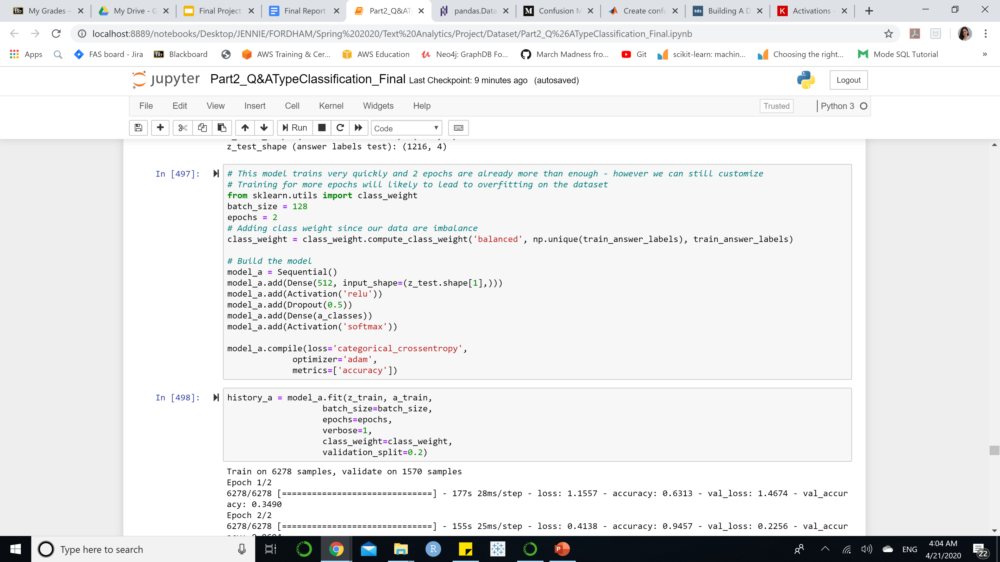 My Grades –
My Drive - G
Final Project
Final Report
Part2_Q&ATy
pandas.Data
Confusion M
Create confu
tds
Building A D
Activations -
localhost:8889/notebooks/Desktop/JENNIE/FORDHAM/Spring%202020/Text%20Analytics/Project/Dataset/Part2_Q%26ATypeClassification_Final.ipynb
Apps
FAS board - Jira
Bb Blackboard
AWS Training & Cer...
AWS Education
Neo4j: GraphDB Fo...
March Madness fro...
Git
scikit-learn: machin...
Choosing the right...
Mode SQL Tutorial
»
jupyter Part2_Q&ATypeClassification_Final Last Checkpoint: 9 minutes ago (autosaved)
Logout
File Edit View Insert Cell Kernel Widgets Help
Trusted
Python 3
Run
Code
z_test_shape (answer labels test): (1216, 4)
In [497]:
# This model trains very quickly and 2 epochs are already more than enough - however we can still customize
# Training for more epochs will likely to lead to overfitting on the dataset
from sklearn.utils import class_weight
batch_size = 128
epochs = 2
# Adding class weight since our data are imbalance
class_weight = class_weight.compute_class_weight('balanced', np.unique(train_answer_labels), train_answer_labels)
# Build the model
model_a = Sequential()
model_a.add(Dense(512, input_shape=(z_test.shape[1],)))
model_a.add(Activation('relu'))
model_a.add(Dropout(0.5))
model_a.add(Dense(a_classes))
model_a.add(Activation('softmax'))
model_a.compile(loss='categorical_crossentropy',
optimizer='adam',
metrics=['accuracy'])
In [498]:
history_a = model_a.fit(z_train, a_train,
batch_size=batch_size,
epochs=epochs,
verbose=1,
class_weight=class_weight,
validation_split=0.2)
Train on 6278 samples, validate on 1570 samples
Epoch 1/2
6278/6278 [==============================] - 177s 28ms/step - loss: 1.1557 - accuracy: 0.6313 - val_loss: 1.4674 - val_accur
acy: 0.3490
Epoch 2/2
6278/6278 [==============================] - 155s 25ms/step - loss: 0.4138 - accuracy: 0.9457 - val_loss: 0.2256 - val_accur
Type here to search
ENG
4:04 AM
4/21/2020
22